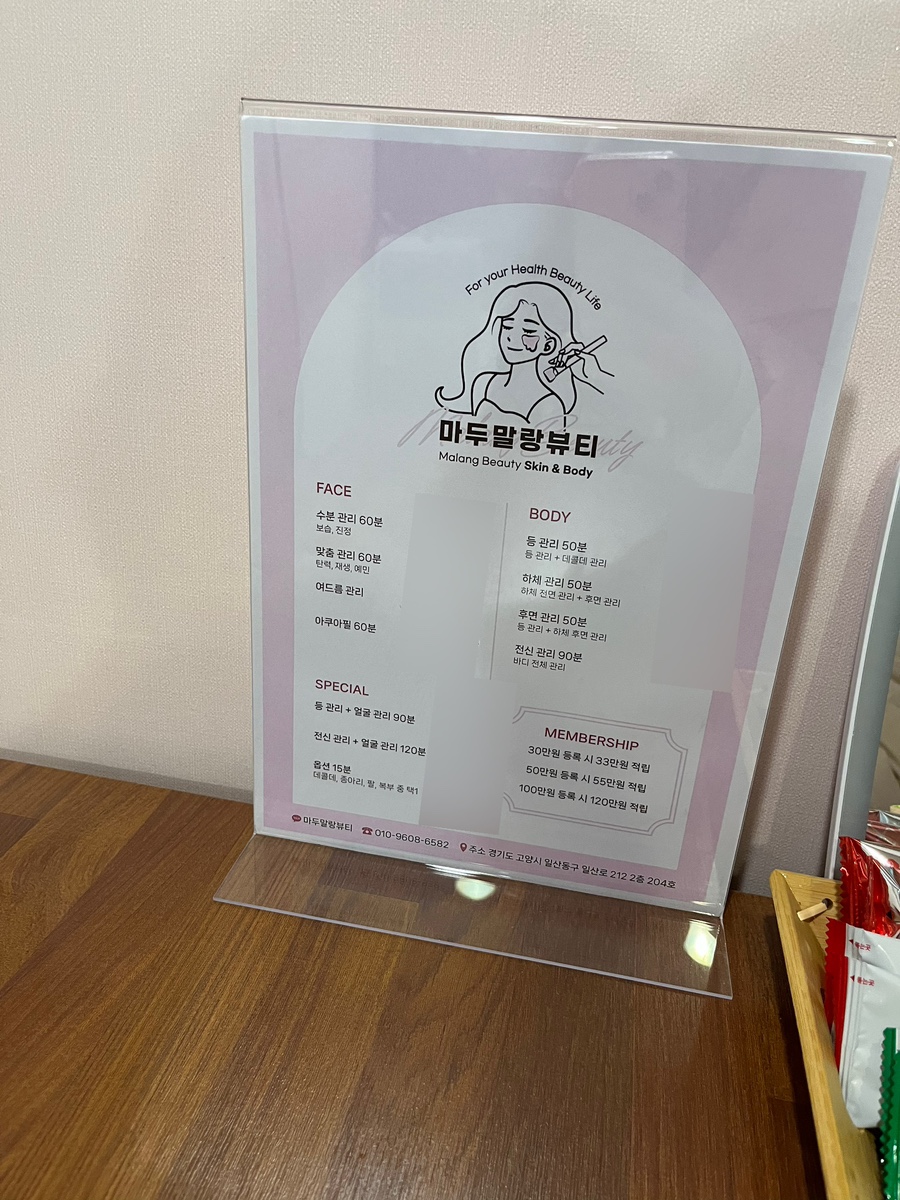 For your Health Beauty Life
Malang Beauty
마두말랑뷰티
Malang Beauty Skin & Body
FACE
수분 관리 60분
보습, 진정
맞춤 관리 60분
탄력, 재생, 예민
여드름 관리
아쿠아필 60분
BODY
등 관리 50분
등 관리 + 데콜테 관리
하체 관리 50분
하체 전면 관리 + 후면 관리
후면 관리 50분
등 관리 + 하체 후면 관리
전신 관리 90분
바디 전체 관리
SPECIAL
등 관리 + 얼굴 관리 90분
전신 관리 + 얼굴 관리 120분
옵션 15분
데콜테, 종아리, 팔, 복부 중 택1
MEMBERSHIP
30만원 등록 시 33만원 적립
50만원 등록 시 55만원 적립
100만원 등록 시 120만원 적립
마두말랑뷰티 010-9608-6582 주소 경기도 고양시 일산동구 일산로 212 2층 204호
뜯는곳
뜯는곳